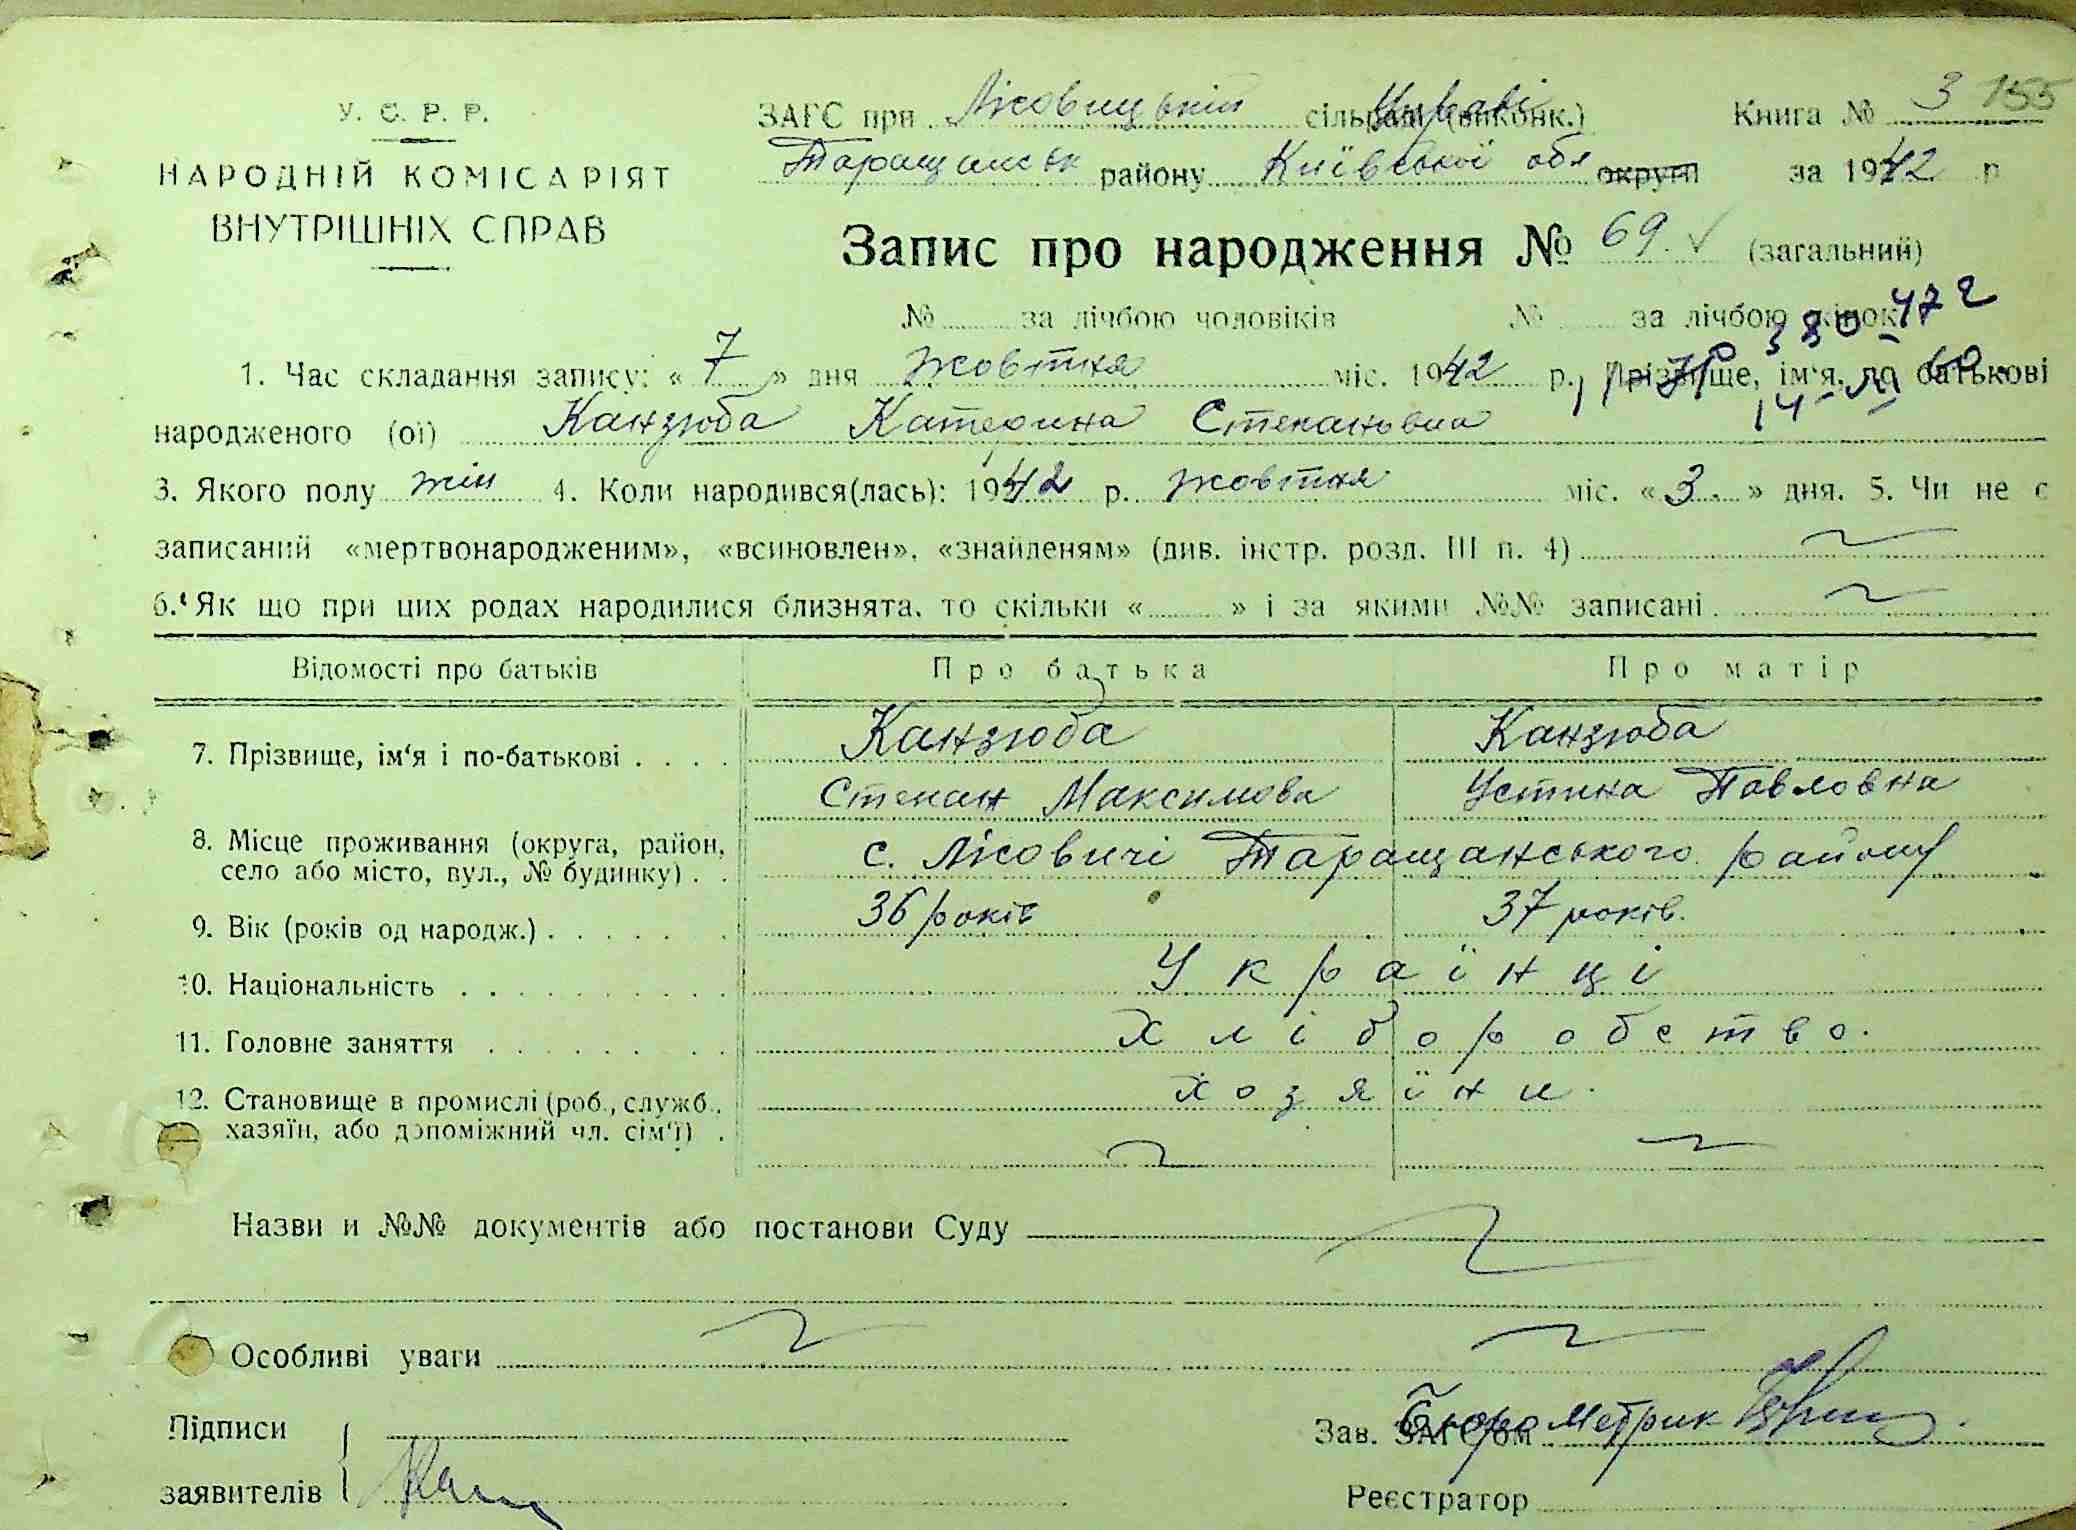 У. С. Р. Р.
НАРОДНІЙ КОМІСАРІЯТ
ВНУТРІШНІХ СПРАВ
ЗАГС при Лісовицькій сільраді (виконк.) Управі Книга № 3 155
Таращанськ району Київської обл округи за 1942 р
Запис про народження № 69 √ (загальний)
№ за лічбою чоловіків № за лічбою жінок 380-472
1. Час складання запису: « 7 » дня жовтня міс. 1942 р. Прізвище, ім'я, по батькові
народженого (ої) Канзюба Катерина Степановна
3. Якого полу жін 4. Коли народився(лась): 1942 р. жовтня міс. « 3 » дня. 5. Чи не є
записаний «мертвонародженим», «всиновлен», «знайденям» (див. інстр. розд. III п. 4)
6. Як що при цих родах народилися близнята, то скільки « » і за якими №№ записані
Відомості про батьків Про батька Про матір
7. Прізвище, ім'я і по-батькові Канзюба Канзюба
Степан Максимова Устина Павловна
8. Місце проживання (округа, район, село або місто, вул., № будинку) с. Лісовичі Таращанського району
9. Вік (років од народж.) 36 років 37 років.
10. Національність Українці
11. Головне заняття Хліборобство.
12. Становище в промислі (роб., служб., хазяїн, або допоміжний чл. сім'ї) хозяїни.
Назви и №№ документів або постанови Суду
Особливі уваги
Підписи
заявителів
Зав. ЗАГС'ом Бюро Метрик
Реєстратор